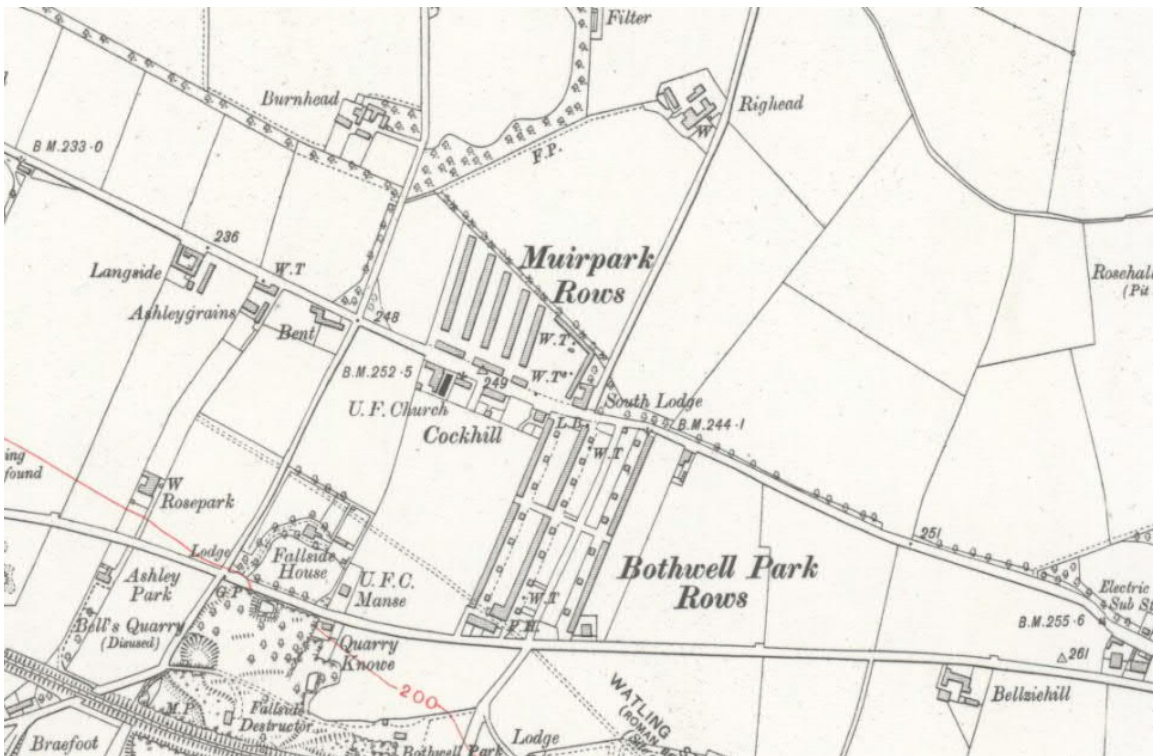 Filter
Burnhead
Righead
W
B.M.233·0
F.P.
236
Muirpark
Rows
W.T
Langside
Rosehall
(Pit
Ashleygrains
Bent
248
W.T.
B.M.252·5
249
W.T.
U.F. Church
South Lodge
L.B.
B.M.244·1
Cockhill
W.T
ing
found
W
Rosepark
251
Lodge
Fallside
House
Bothwell Park
Rows
Ashley
Park
G.P
U.F.C.
Manse
W.T
Electric
Sub St
B.M.255·6
Bell's Quarry
(Disused)
P.H.
Quarry
Knowe
261
200
WATLING
(ROMAN
Bellziehill
M.P
Fallside
Destructor
Braefoot
Bothwell Park
Lodge